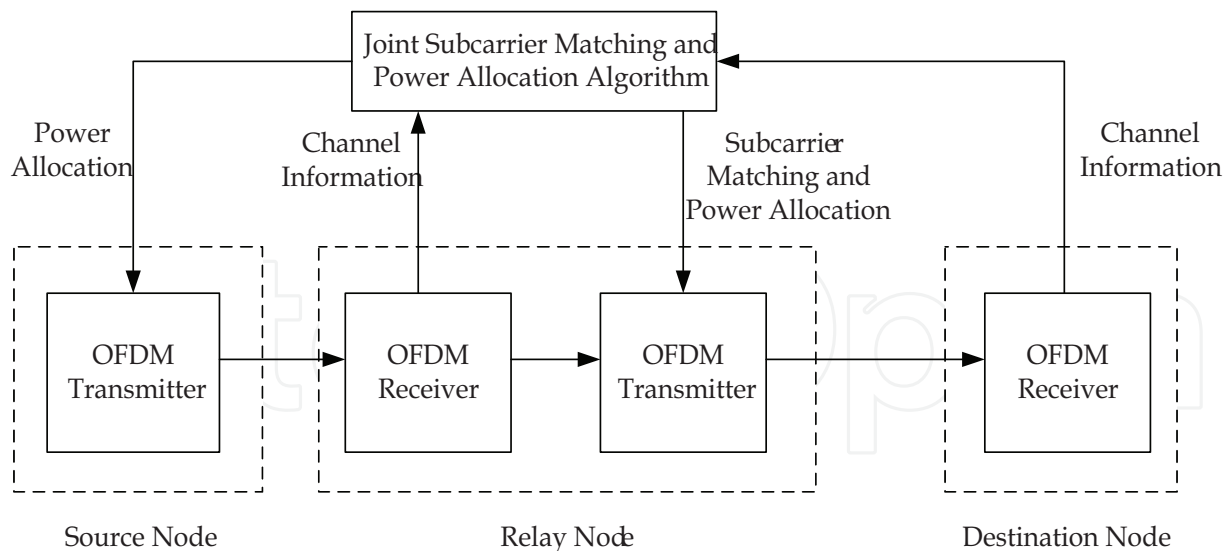 Joint Subcarrier Matching and
Power Allocation Algorithm
Power
Allocation
Channel
Information
Subcarrier
Matching and
Power Allocation
Channel
Information
OFDM
Transmitter
OFDM
Receiver
OFDM
Transmitter
OFDM
Receiver
Source Node
Relay Node
Destination Node